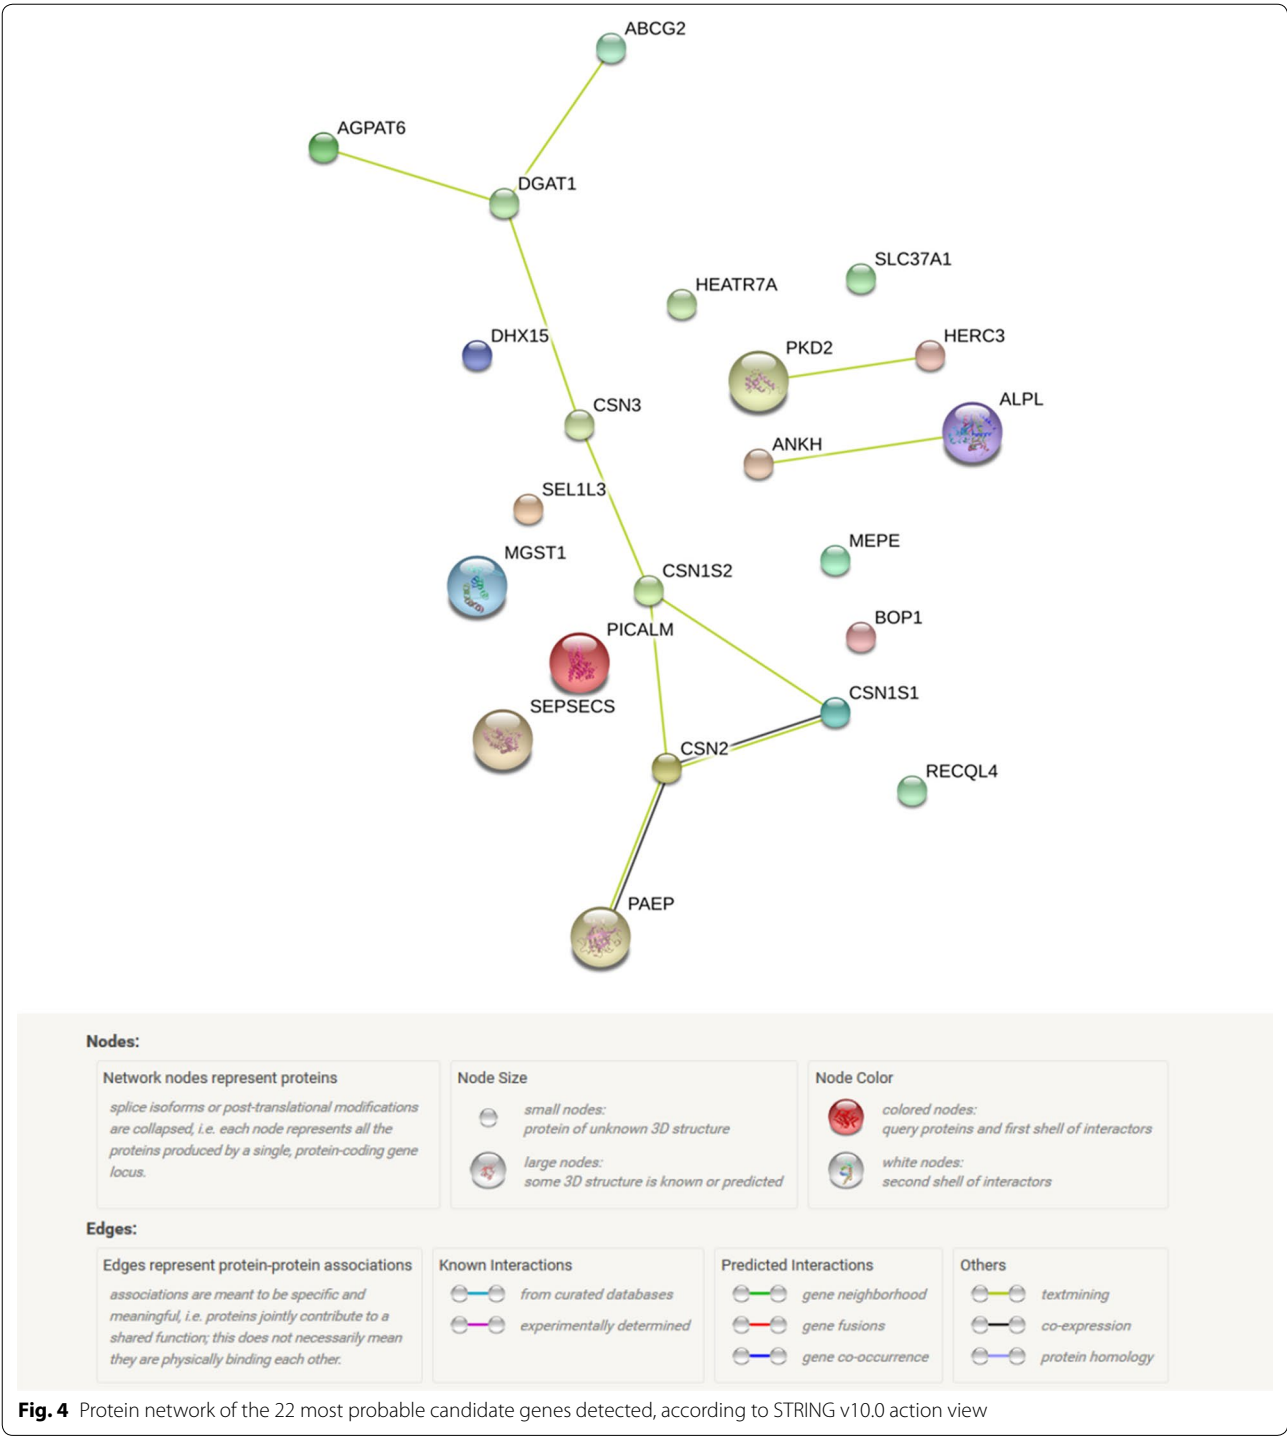 ABCG2
AGPAT6
DGAT1
SLC37A1
HEATR7A
DHX15
HERC3
PKD2
ALPL
CSN3
ANKH
SEL1L3
MEPE
MGST1
CSN1S2
BOP1
PICALM
CSN1S1
SEPSECS
CSN2
RECQL4
PAEP
Nodes:
Network nodes represent proteins
splice isoforms or post-translational modifications
are collapsed, i.e. each node represents all the
proteins produced by a single, protein-coding gene
locus.
Node Size
small nodes:
protein of unknown 3D structure
large nodes:
some 3D structure is known or predicted
Node Color
colored nodes:
query proteins and first shell of interactors
white nodes:
second shell of interactors
Edges:
Edges represent protein-protein associations
associations are meant to be specific and
meaningful, i.e. proteins jointly contribute to a
shared function; this does not necessarily mean
they are physically binding each other.
Known Interactions
from curated databases
experimentally determined
Predicted Interactions
gene neighborhood
gene fusions
gene co-occurrence
Others
textmining
co-expression
protein homology
Fig. 4 Protein network of the 22 most probable candidate genes detected, according to STRING v10.0 action view